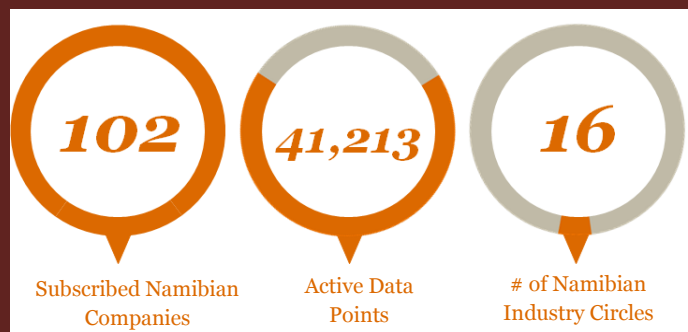 102
Subscribed Namibian
Companies
41,213
Active Data
Points
16
# of Namibian
Industry Circles